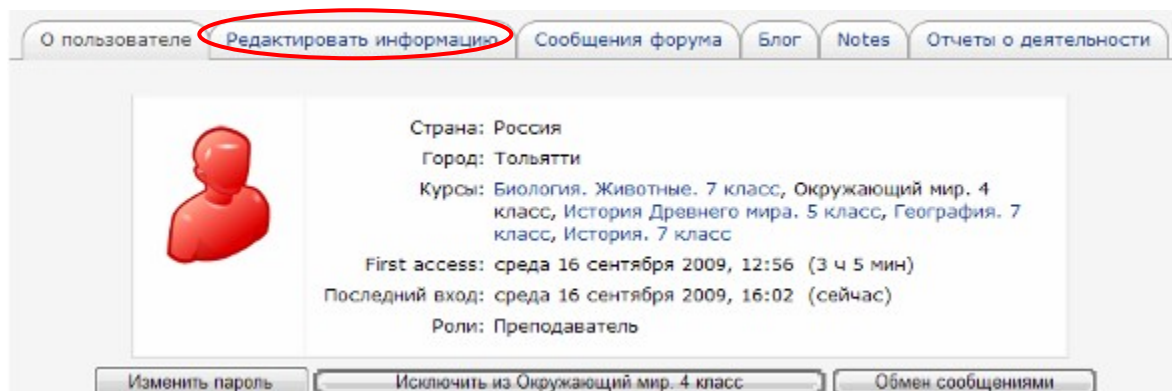 О пользователе Редактировать информацию Сообщения форума Блог Notes Отчеты о деятельности
Страна: Россия
Город: Тольятти
Курсы: Биология. Животные. 7 класс, Окружающий мир. 4
класс, История Древнего мира. 5 класс, География. 7
класс, История. 7 класс
First access: среда 16 сентября 2009, 12:56 (3 ч 5 мин)
Последний вход: среда 16 сентября 2009, 16:02 (сейчас)
Роли: Преподаватель
Изменить пароль Исключить из Окружающий мир. 4 класс Обмен сообщениями